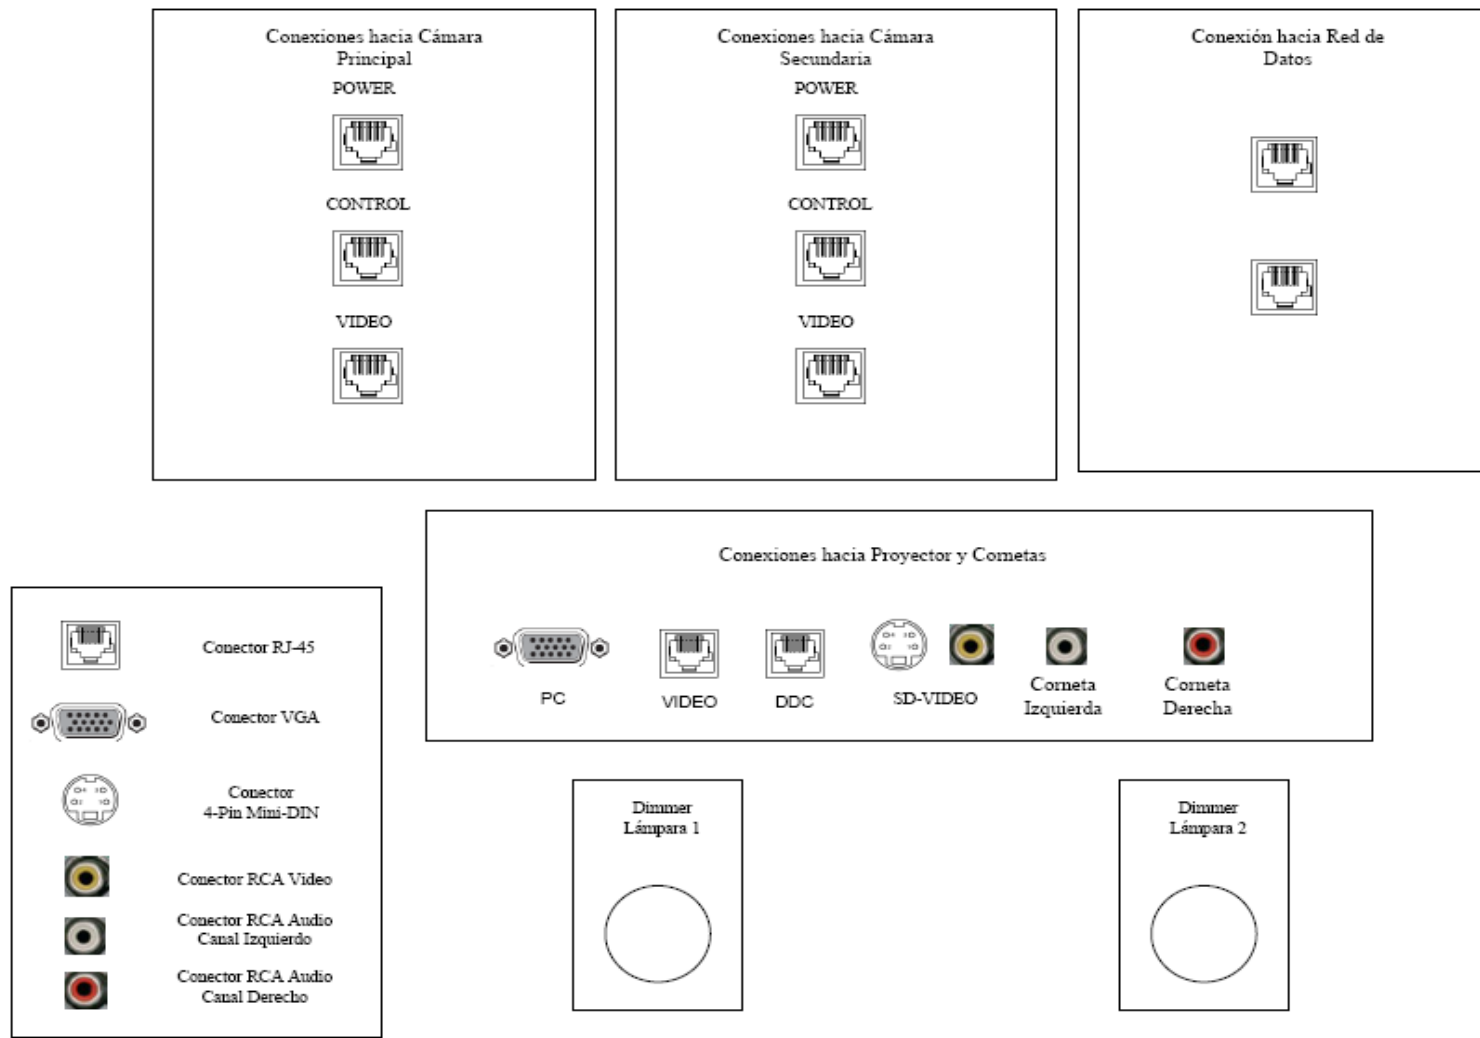 Conexiones hacia Cámara
Principal
POWER
CONTROL
VIDEO
Conexiones hacia Cámara
Secundaria
POWER
CONTROL
VIDEO
Conexión hacia Red de
Datos
Conexiones hacia Proyector y Cornetas
PC
VIDEO
DDC
SD-VIDEO
Corneta
Izquierda
Corneta
Derecha
Conector RJ-45
Conector VGA
Conector
4-Pin Mini-DIN
Conector RCA Video
Conector RCA Audio
Canal Izquierdo
Conector RCA Audio
Canal Derecho
Dimmer
Lámpara 1
Dimmer
Lámpara 2